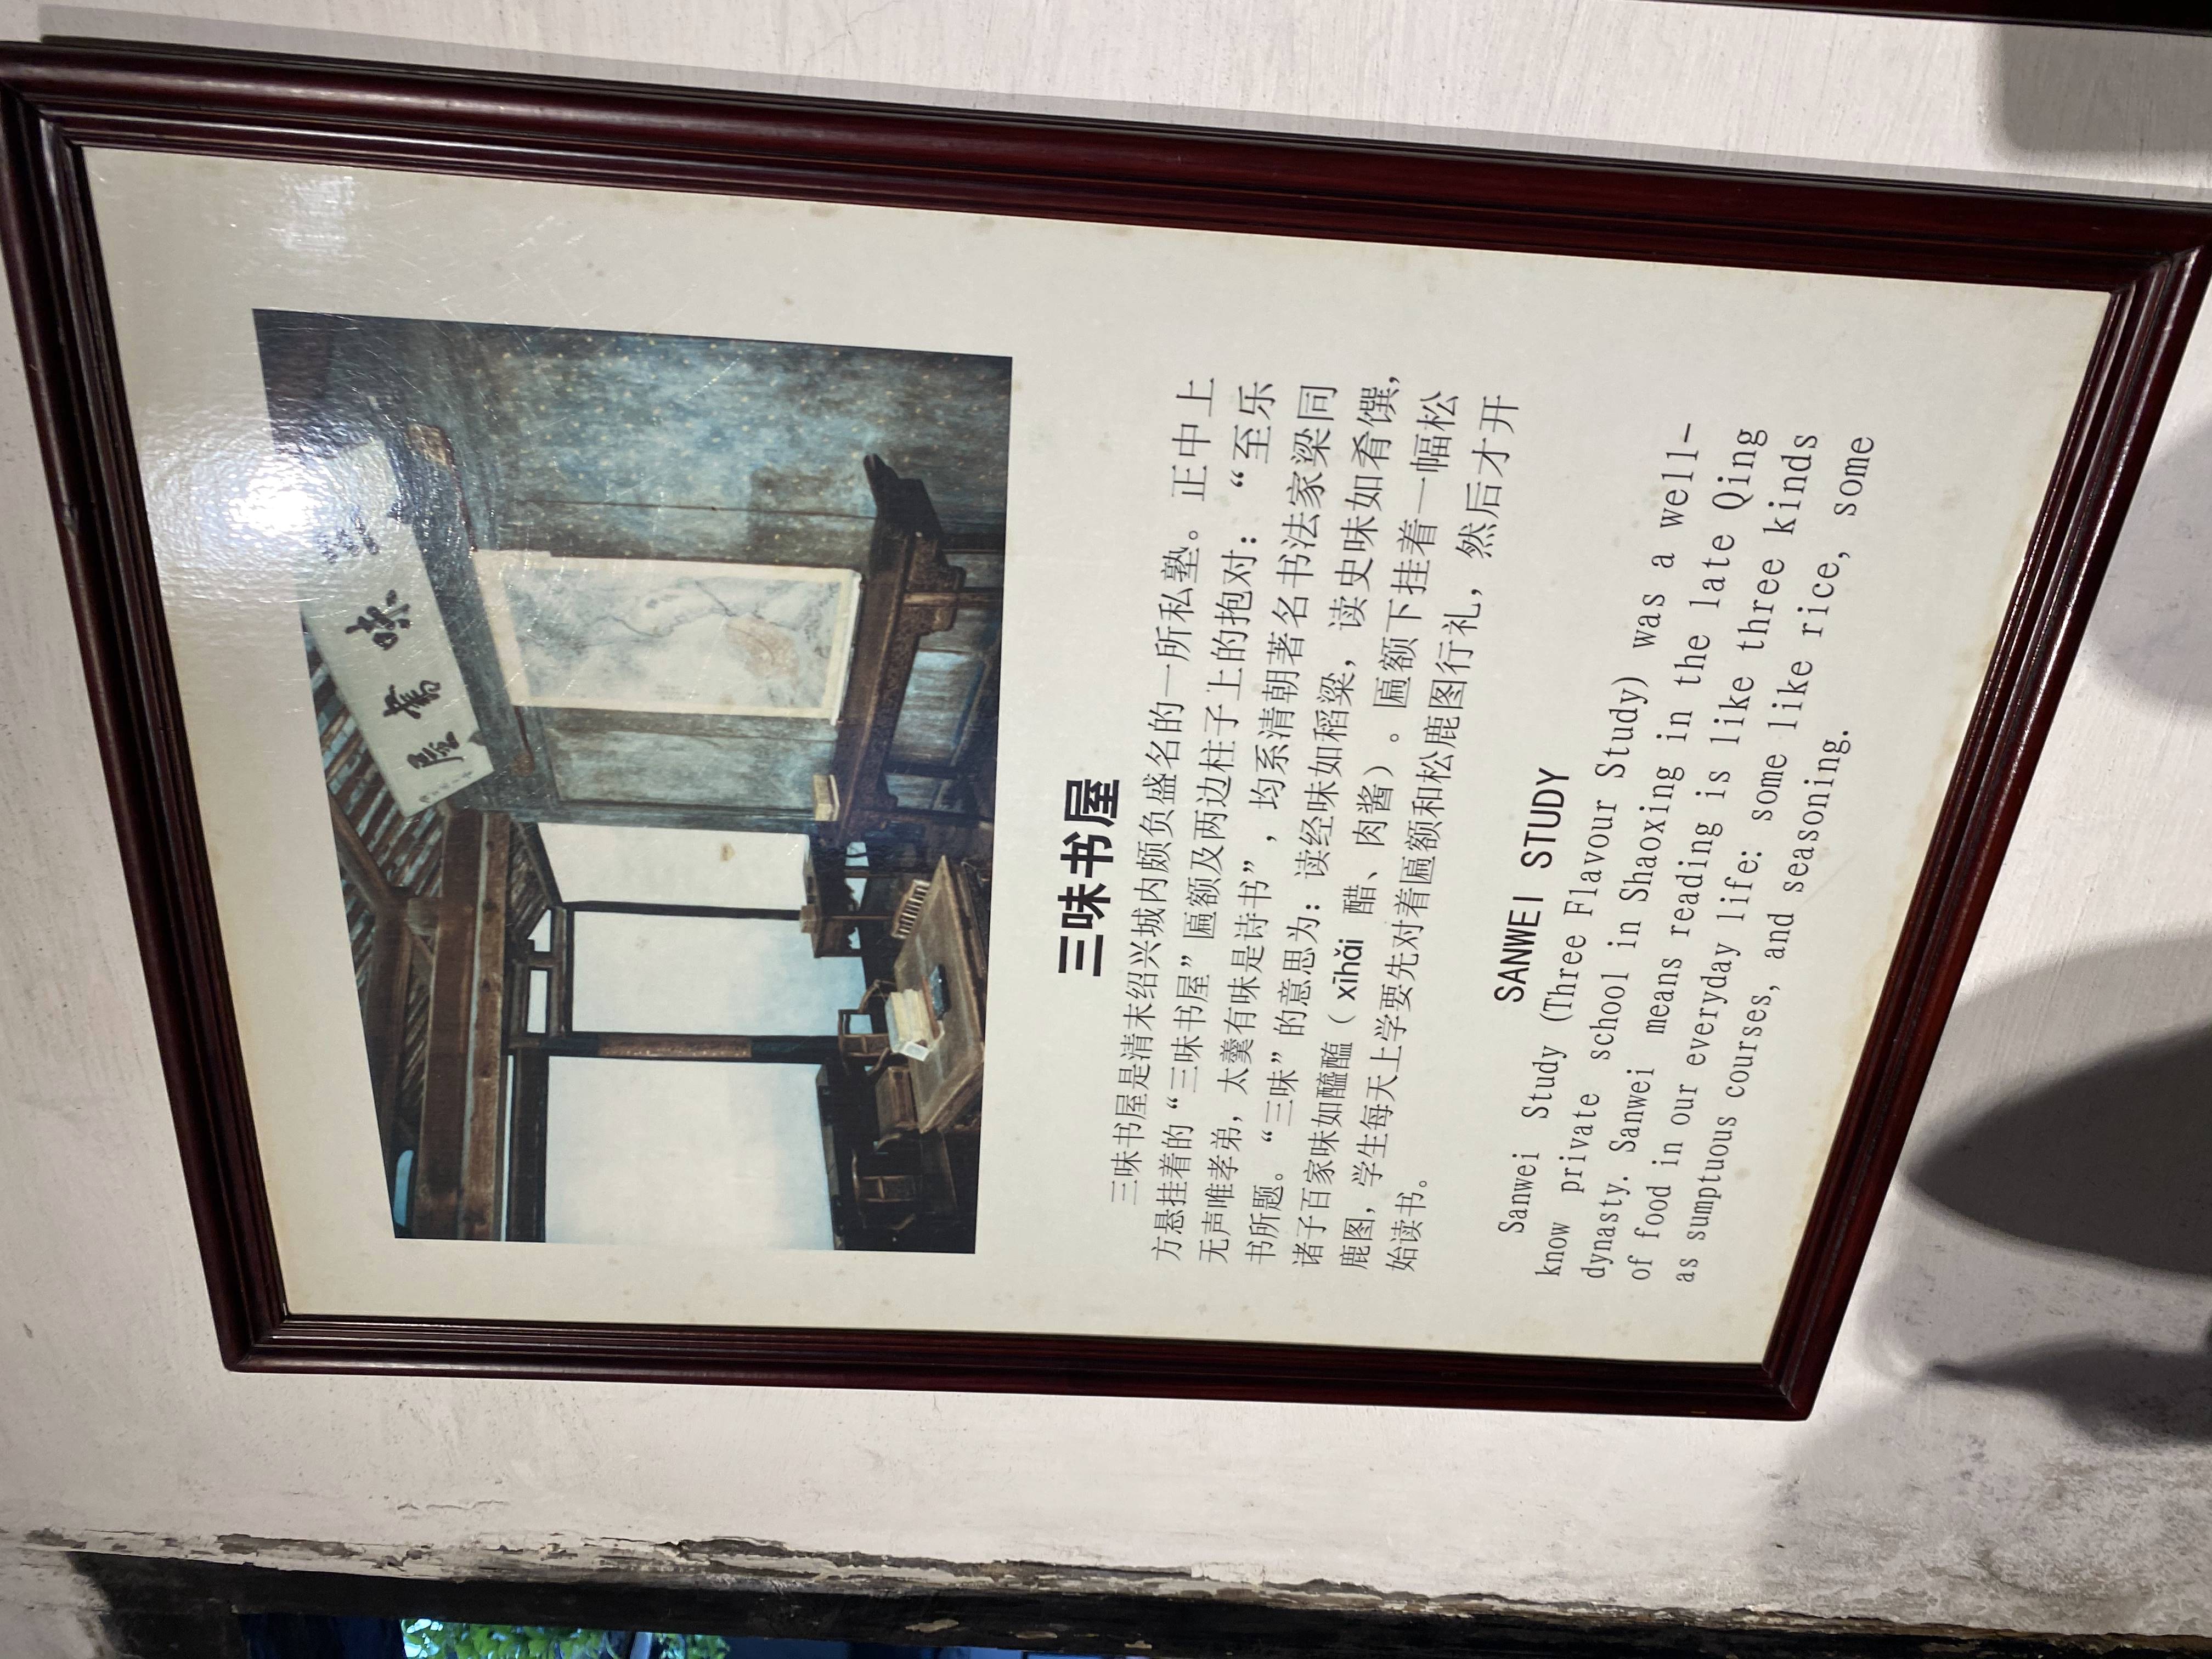 三味書屋
三味书屋
三味书屋是清末绍兴城内颇负盛名的一所私塾。正中上
方悬挂着的“三味书屋”匾额及两边柱子上的抱对：“至乐
无声唯孝弟，太羹有味是诗书”，均系清朝著名书法家梁同
书所题。“三味”的意思为：读经味如稻粱，读史味如肴馔，
诸子百家味如醯醢（xīhǎi 醋、肉酱）。匾额下挂着一幅松
鹿图，学生每天上学要先对着匾额和松鹿图行礼，然后才开
始读书。
SANWEI STUDY
Sanwei Study (Three Flavour Study) was a well-
know private school in Shaoxing in the late Qing
dynasty. Sanwei means reading is like three kinds
of food in our everyday life: some like rice, some
as sumptuous courses, and seasoning.